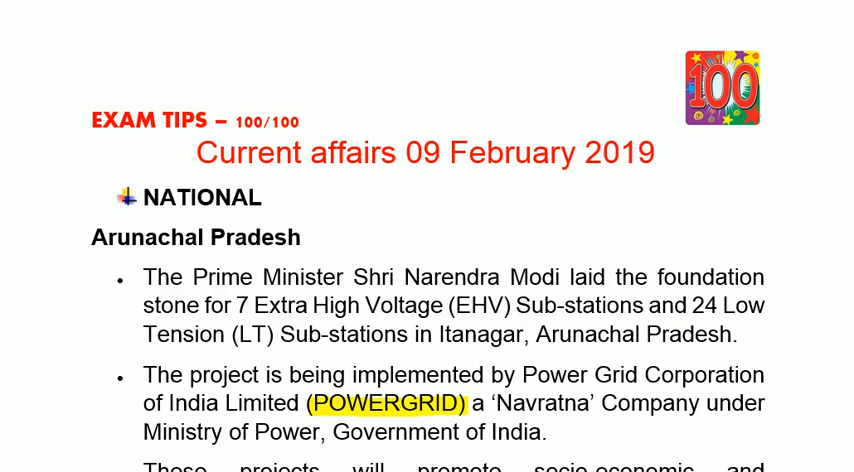 100
EXAM TIPS – 100/100
Current affairs 09 February 2019
NATIONAL
Arunachal Pradesh
• The Prime Minister Shri Narendra Modi laid the foundation
stone for 7 Extra High Voltage (EHV) Sub-stations and 24 Low
Tension (LT) Sub-stations in Itanagar, Arunachal Pradesh.
• The project is being implemented by Power Grid Corporation
of India Limited (POWERGRID) a ‘Navratna’ Company under
Ministry of Power, Government of India.
These projects will promote socio-economic and